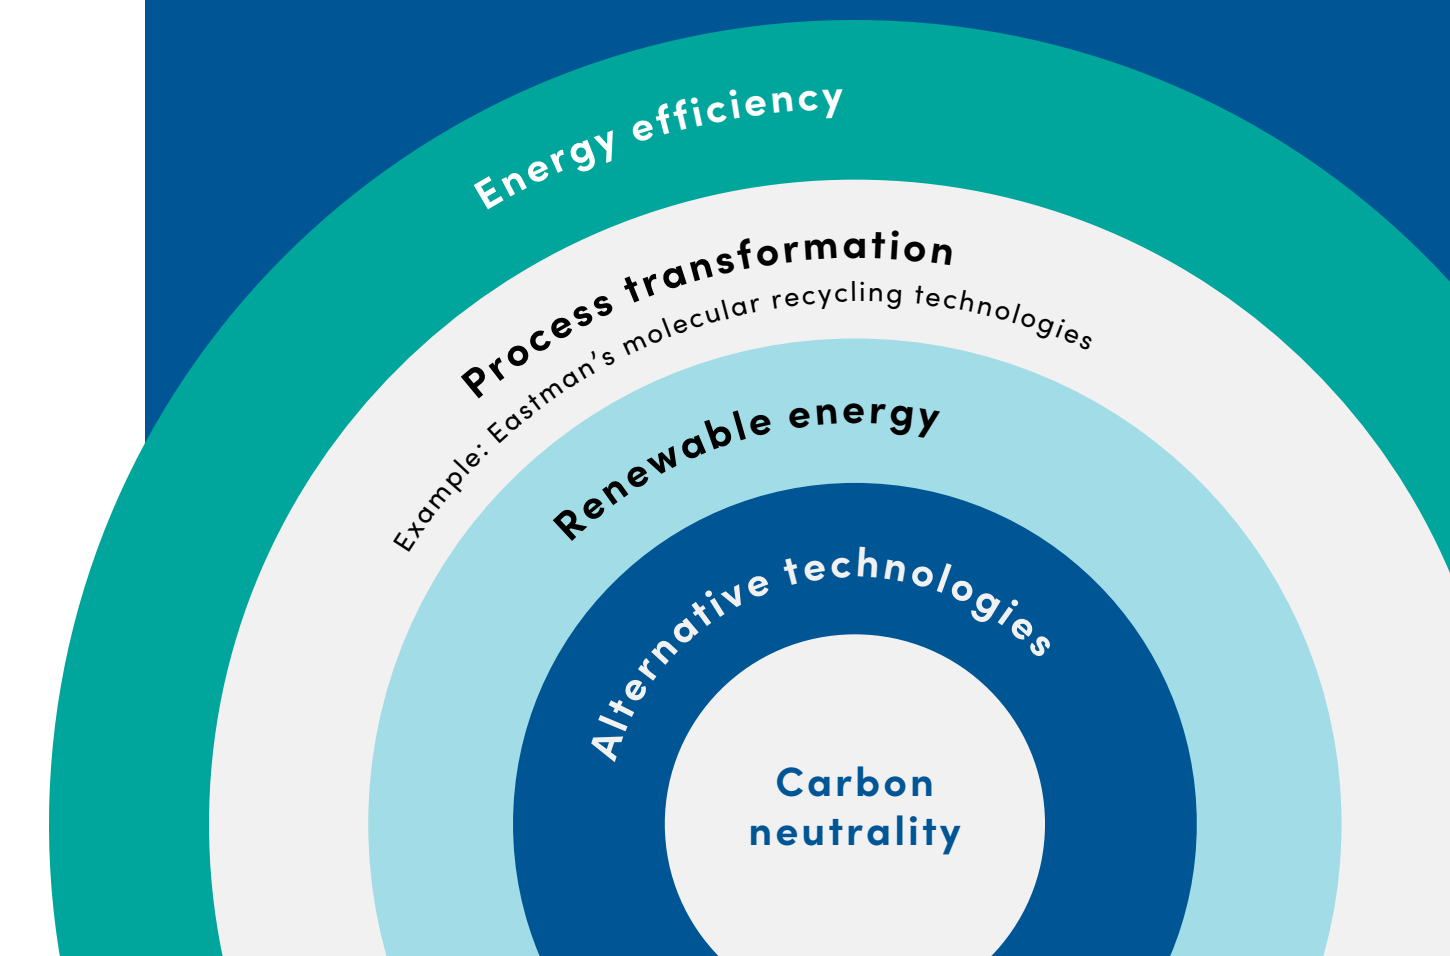 Energy efficiency
Process transformation
Example: Eastman’s molecular recycling technologies
Renewable energy
Alternative technologies
Carbon
neutrality